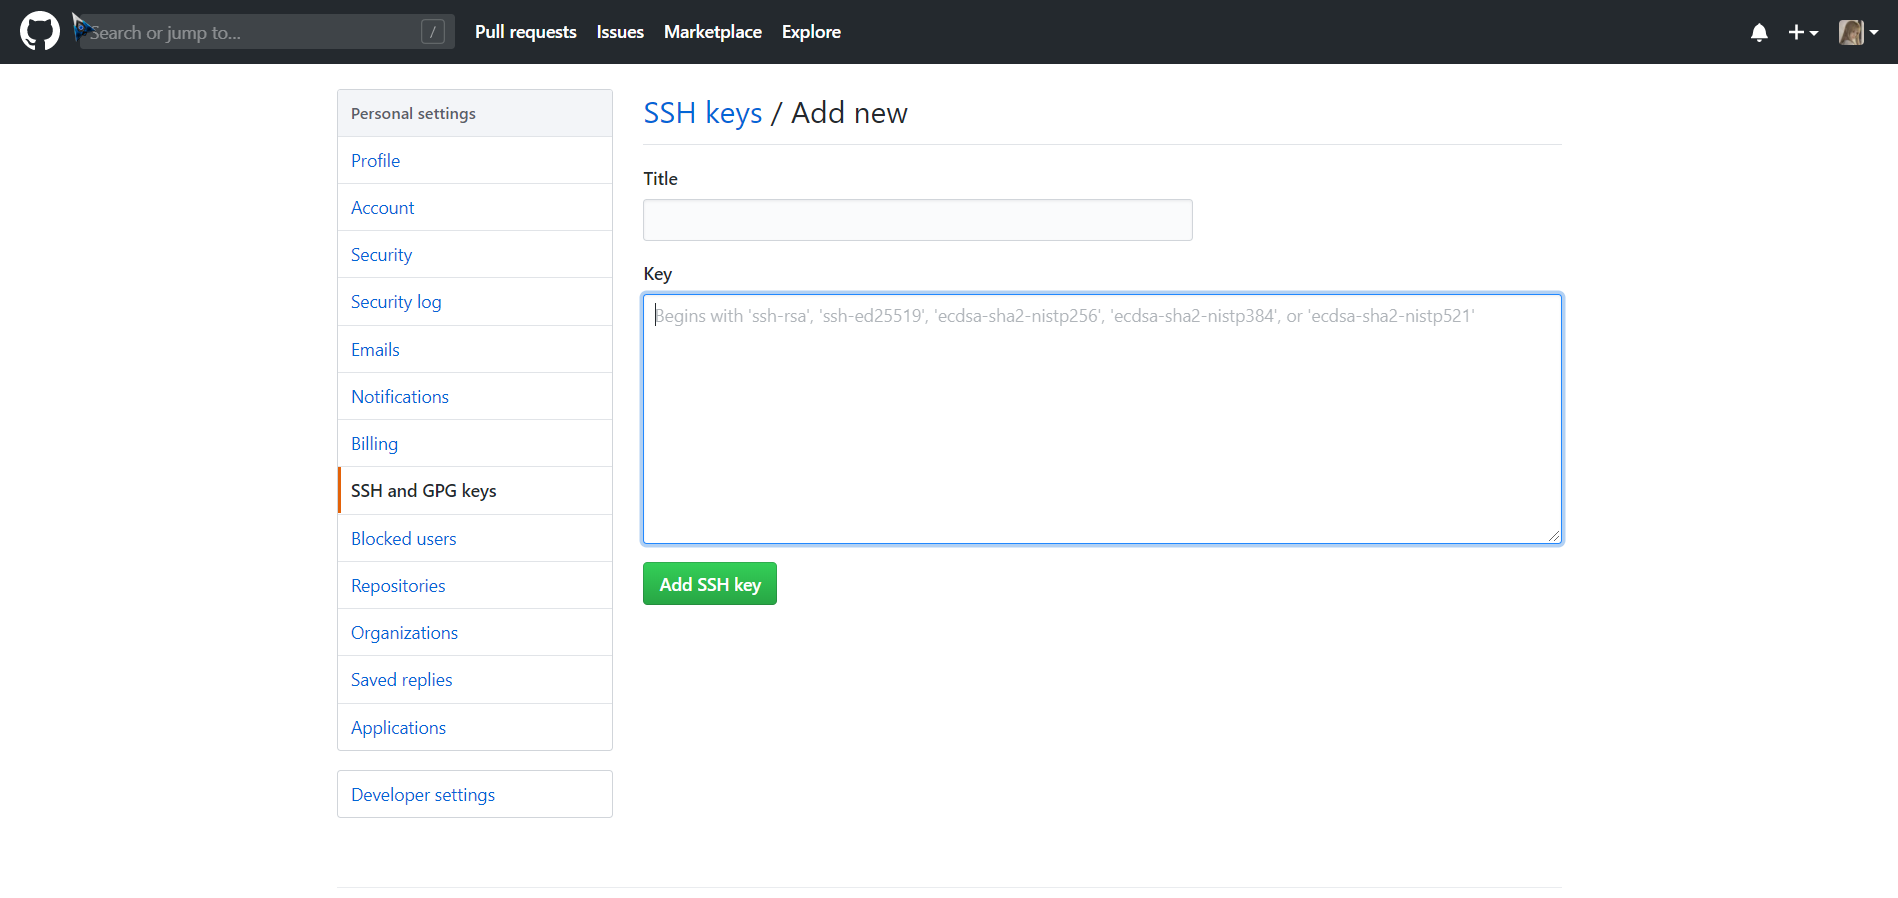 Search or jump to... /
Pull requests
Issues
Marketplace
Explore
Personal settings
Profile
Account
Security
Security log
Emails
Notifications
Billing
SSH and GPG keys
Blocked users
Repositories
Organizations
Saved replies
Applications
Developer settings
SSH keys / Add new
Title
Key
Begins with 'ssh-rsa', 'ssh-ed25519', 'ecdsa-sha2-nistp256', 'ecdsa-sha2-nistp384', or 'ecdsa-sha2-nistp521'
Add SSH key